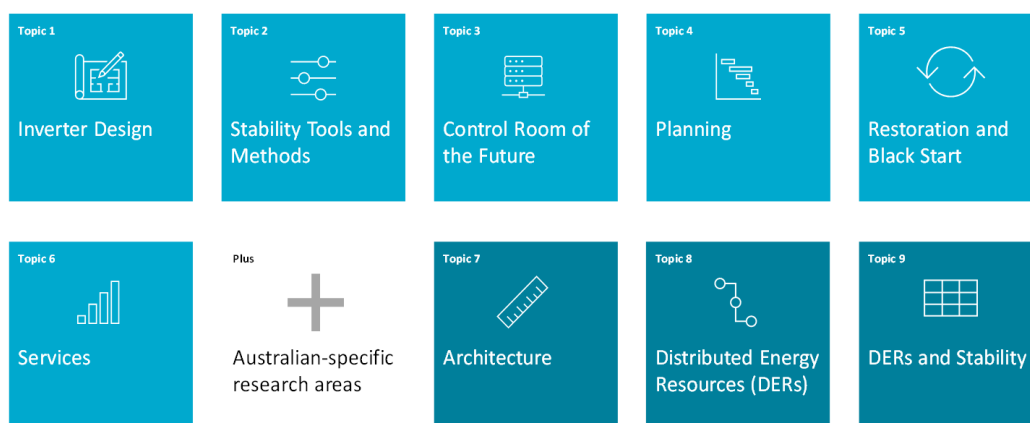 Topic 1
Inverter Design
Topic 2
Stability Tools and
Methods
Topic 3
Control Room of
the Future
Topic 4
Planning
Topic 5
Restoration and
Black Start
Topic 6
Services
Plus
Australian-specific
research areas
Topic 7
Architecture
Topic 8
Distributed Energy
Resources (DERs)
Topic 9
DERs and Stability